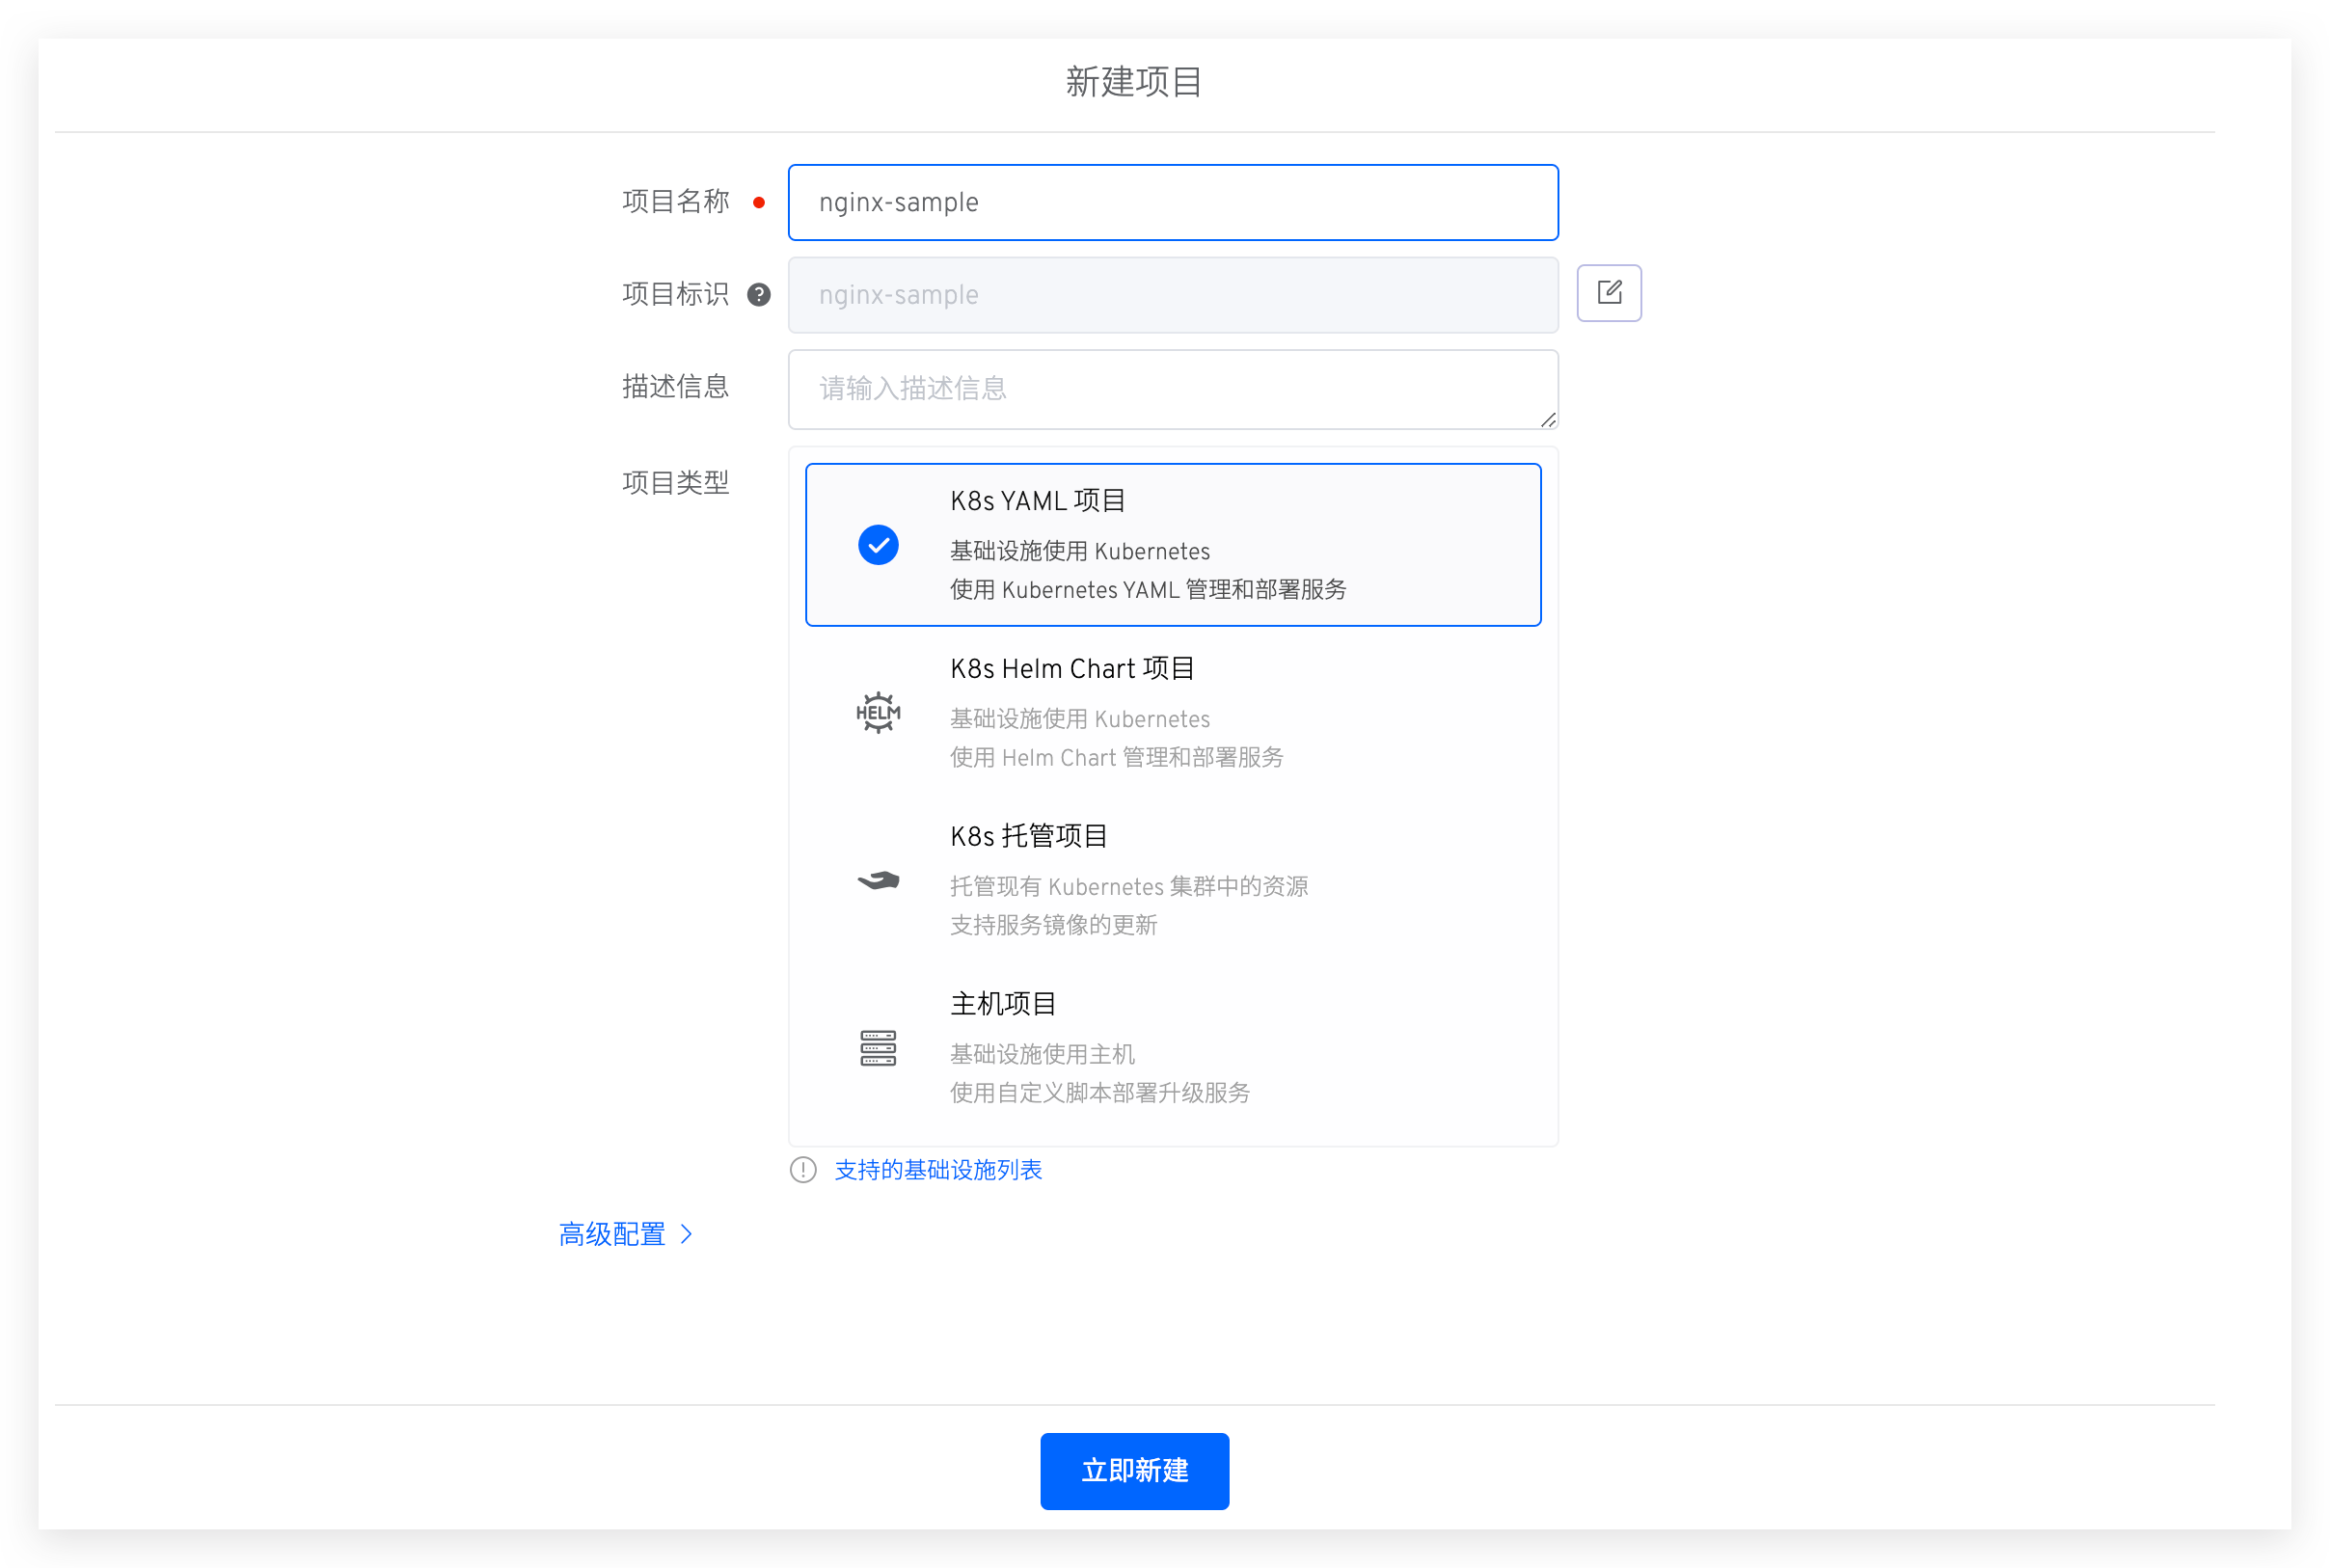 新建项目
项目名称
nginx-sample
项目标识
?
nginx-sample
描述信息
请输入描述信息
项目类型
K8s YAML 项目
基础设施使用 Kubernetes
使用 Kubernetes YAML 管理和部署服务
HELM
K8s Helm Chart 项目
基础设施使用 Kubernetes
使用 Helm Chart 管理和部署服务
K8s 托管项目
托管现有 Kubernetes 集群中的资源
支持服务镜像的更新
主机项目
基础设施使用主机
使用自定义脚本部署升级服务
支持的基础设施列表
高级配置
立即新建